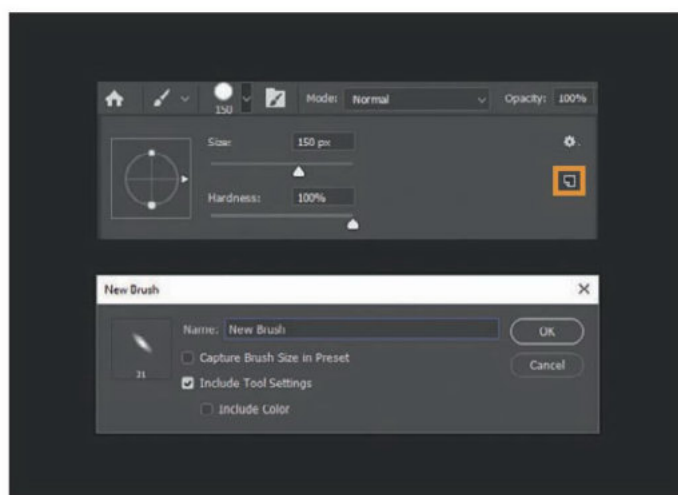 150 Mode: Normal Opacity: 100%
Size: 150 px
Hardness: 100%
New Brush
Name: New Brush OK
Capture Brush Size in Preset
21 Cancel
Include Tool Settings
Include Color